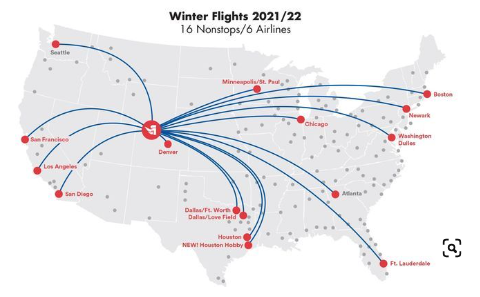 Winter Flights 2021/22
16 Nonstops/6 Airlines
Seattle
Minneapolis/St. Paul
Boston
Newark
Chicago
Washington
Dulles
San Francisco
Denver
Los Angeles
San Diego
Atlanta
Dallas/Ft. Worth
Dallas/Love Field
Houston
NEW! Houston Hobby
Ft. Lauderdale